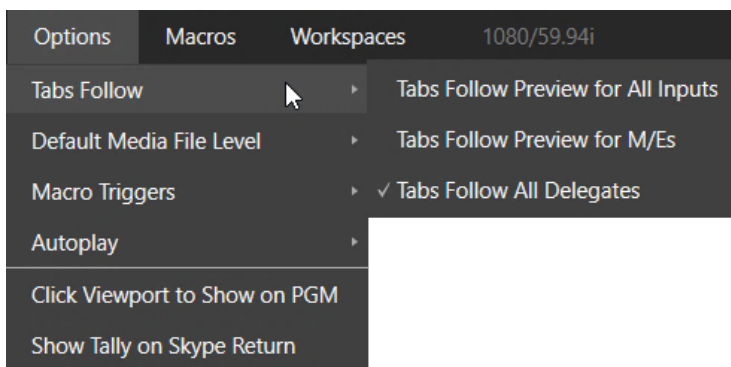 Options Macros Workspaces 1080/59.94i
Tabs Follow
Tabs Follow Preview for All Inputs
Default Media File Level
Tabs Follow Preview for M/Es
Macro Triggers
✓ Tabs Follow All Delegates
Autoplay
Click Viewport to Show on PGM
Show Tally on Skype Return